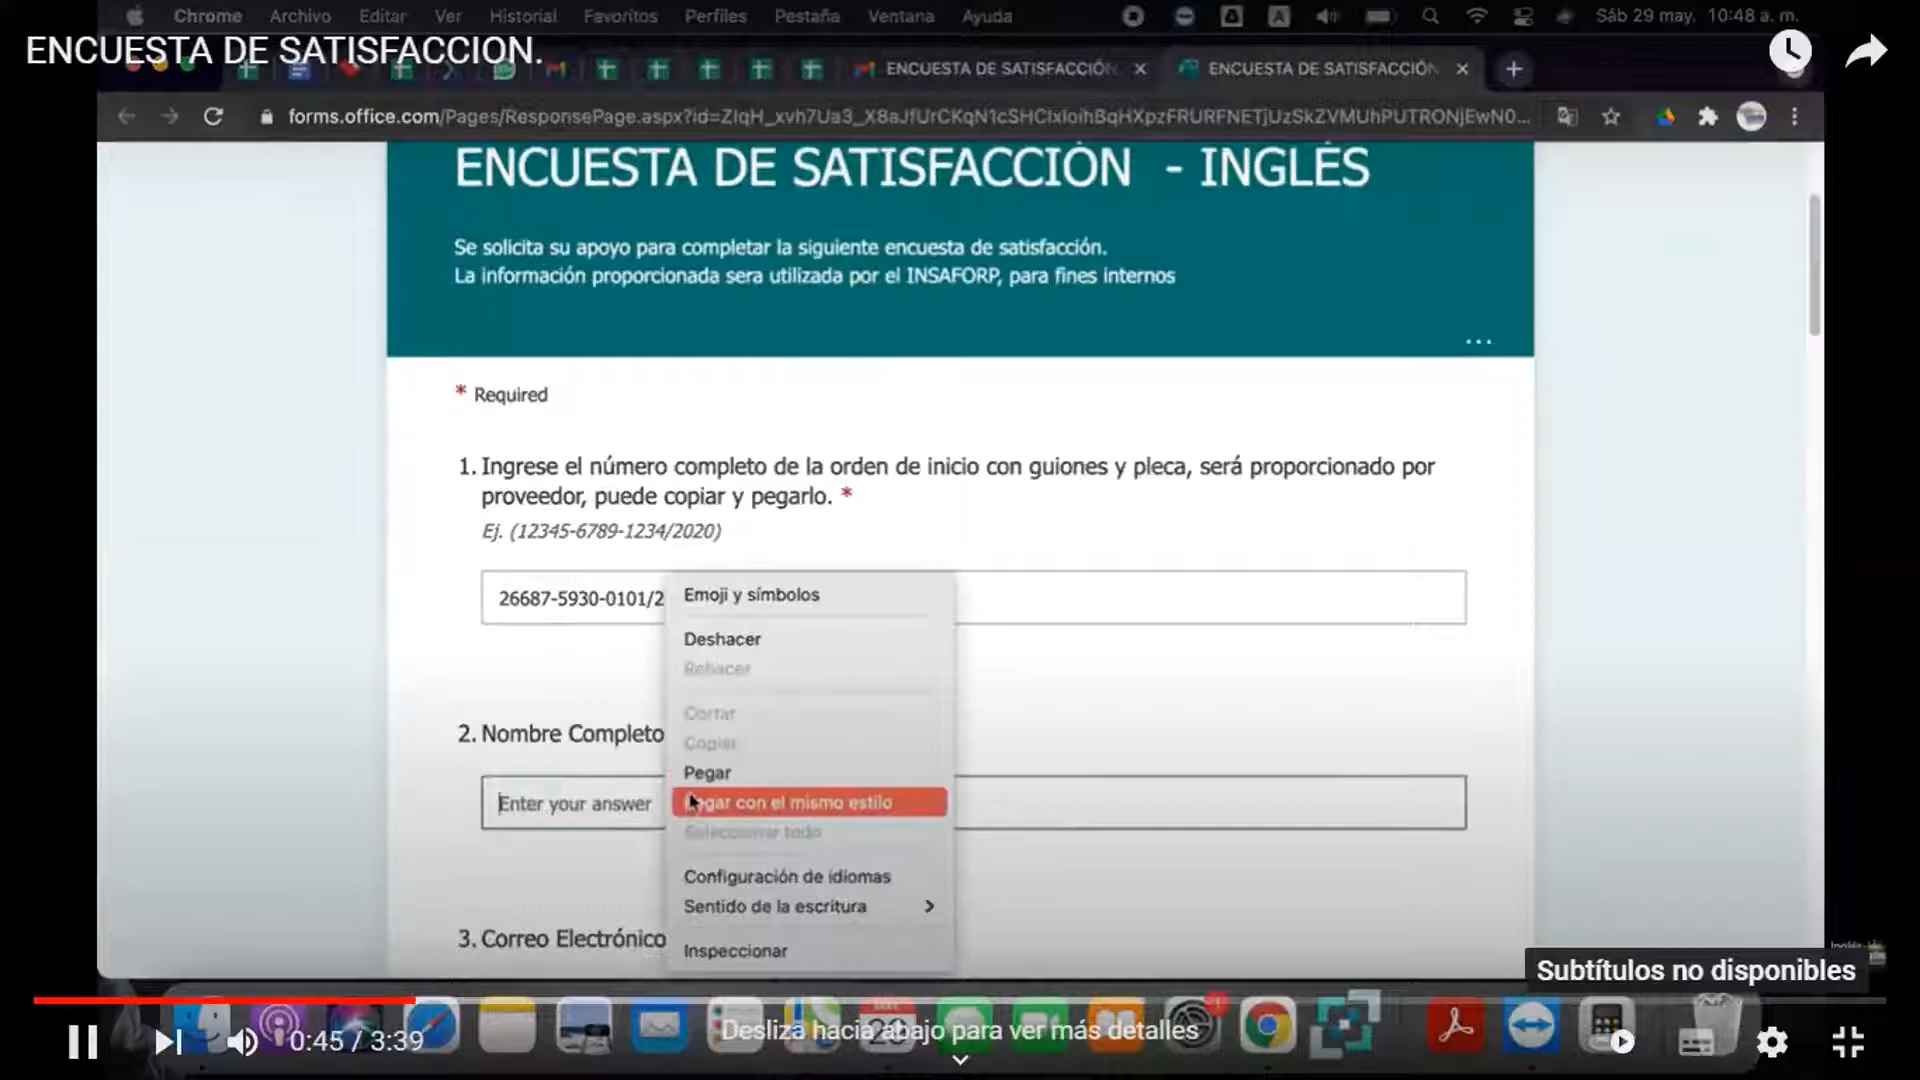 Chrome Archivo Editar Ver Historial Favoritos Perfiles Pestaña Ventana Ayuda Sáb 29 may. 10:48 a. m.
ENCUESTA DE SATISFACCION.
ENCUESTA DE SATISFACCIÓN ENCUESTA DE SATISFACCIÓN
forms.office.com/Pages/ResponsePage.aspx?id=ZIqH_xvh7Ua3_X8aJfUrCKqN1cSHCIxIoihBqHXpzFRURFNETjUzSkZVMUhPUTRONjEwN0...
ENCUESTA DE SATISFACCIÓN - INGLÉS
Se solicita su apoyo para completar la siguiente encuesta de satisfacción.
La información proporcionada sera utilizada por el INSAFORP, para fines internos
...
* Required
1. Ingrese el número completo de la orden de inicio con guiones y pleca, será proporcionado por
proveedor, puede copiar y pegarlo. *
Ej. (12345-6789-1234/2020)
26687-5930-0101/2
Emoji y símbolos
Deshacer
Rehacer
Cortar
2. Nombre Completo
Copiar
Pegar
Enter your answer
Pegar con el mismo estilo
Seleccionar todo
Configuración de idiomas
Sentido de la escritura
3. Correo Electrónico
Inspeccionar
Subtítulos no disponibles
Desliza hacia abajo para ver más detalles
0:45 / 3:39